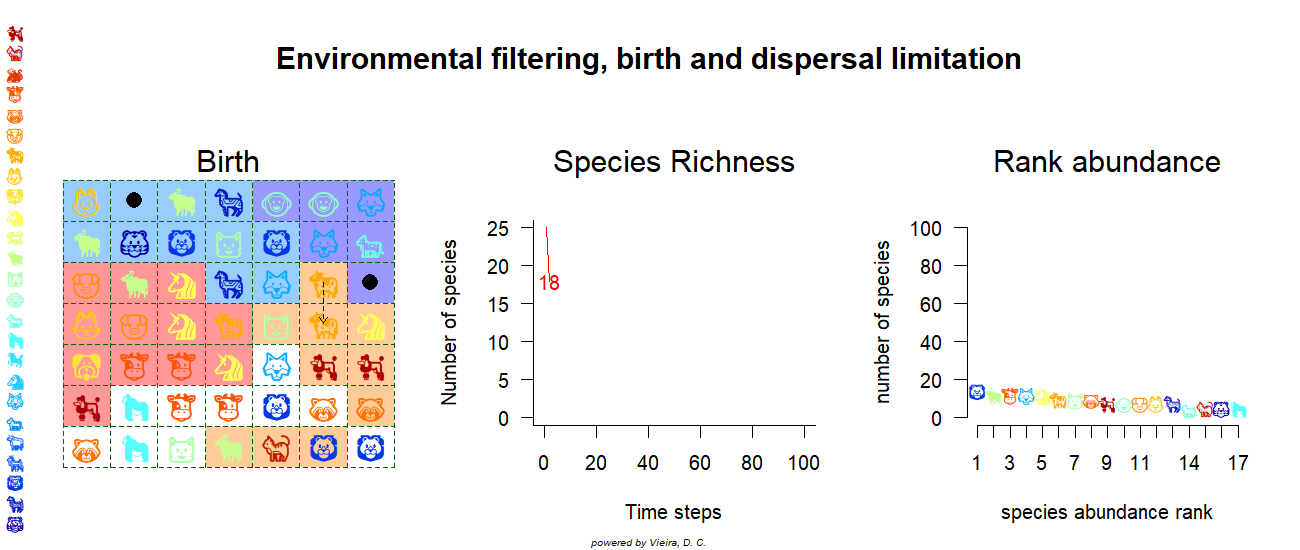 Environmental filtering, birth and dispersal limitation
Birth
Species Richness
Rank abundance
Number of species
25
20
15
10
5
0
18
0 20 40 60 80 100
Time steps
number of species
100
80
60
40
20
0
1 3 5 7 9 11 14 17
species abundance rank
powered by Vieira, D. C.